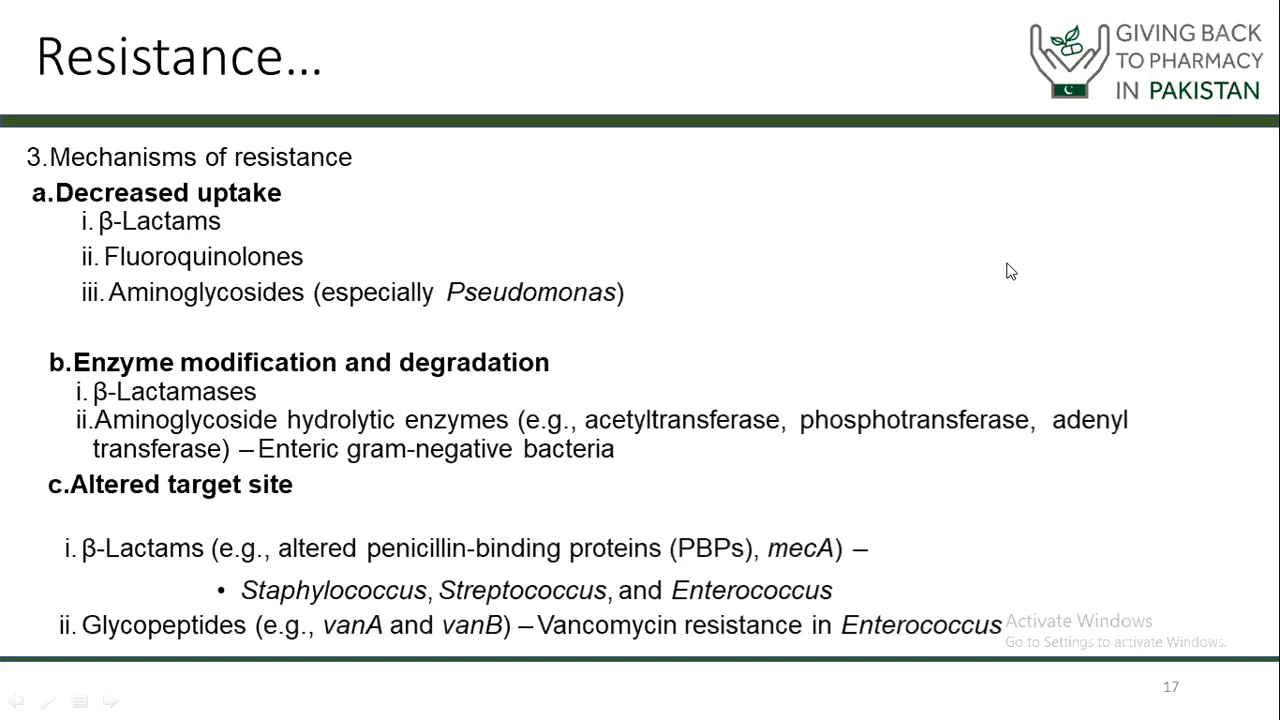 Resistance...
GIVING BACK
TO PHARMACY
IN PAKISTAN
3.Mechanisms of resistance
a.Decreased uptake
i. β-Lactams
ii. Fluoroquinolones
iii. Aminoglycosides (especially Pseudomonas)
b.Enzyme modification and degradation
i. β-Lactamases
ii.Aminoglycoside hydrolytic enzymes (e.g., acetyltransferase, phosphotransferase, adenyl
transferase) – Enteric gram-negative bacteria
c.Altered target site
i. β-Lactams (e.g., altered penicillin-binding proteins (PBPs), mecA) –
• Staphylococcus, Streptococcus, and Enterococcus
ii. Glycopeptides (e.g., vanA and vanB) – Vancomycin resistance in Enterococcus
Activate Windows
Go to Settings to activate Windows.
17